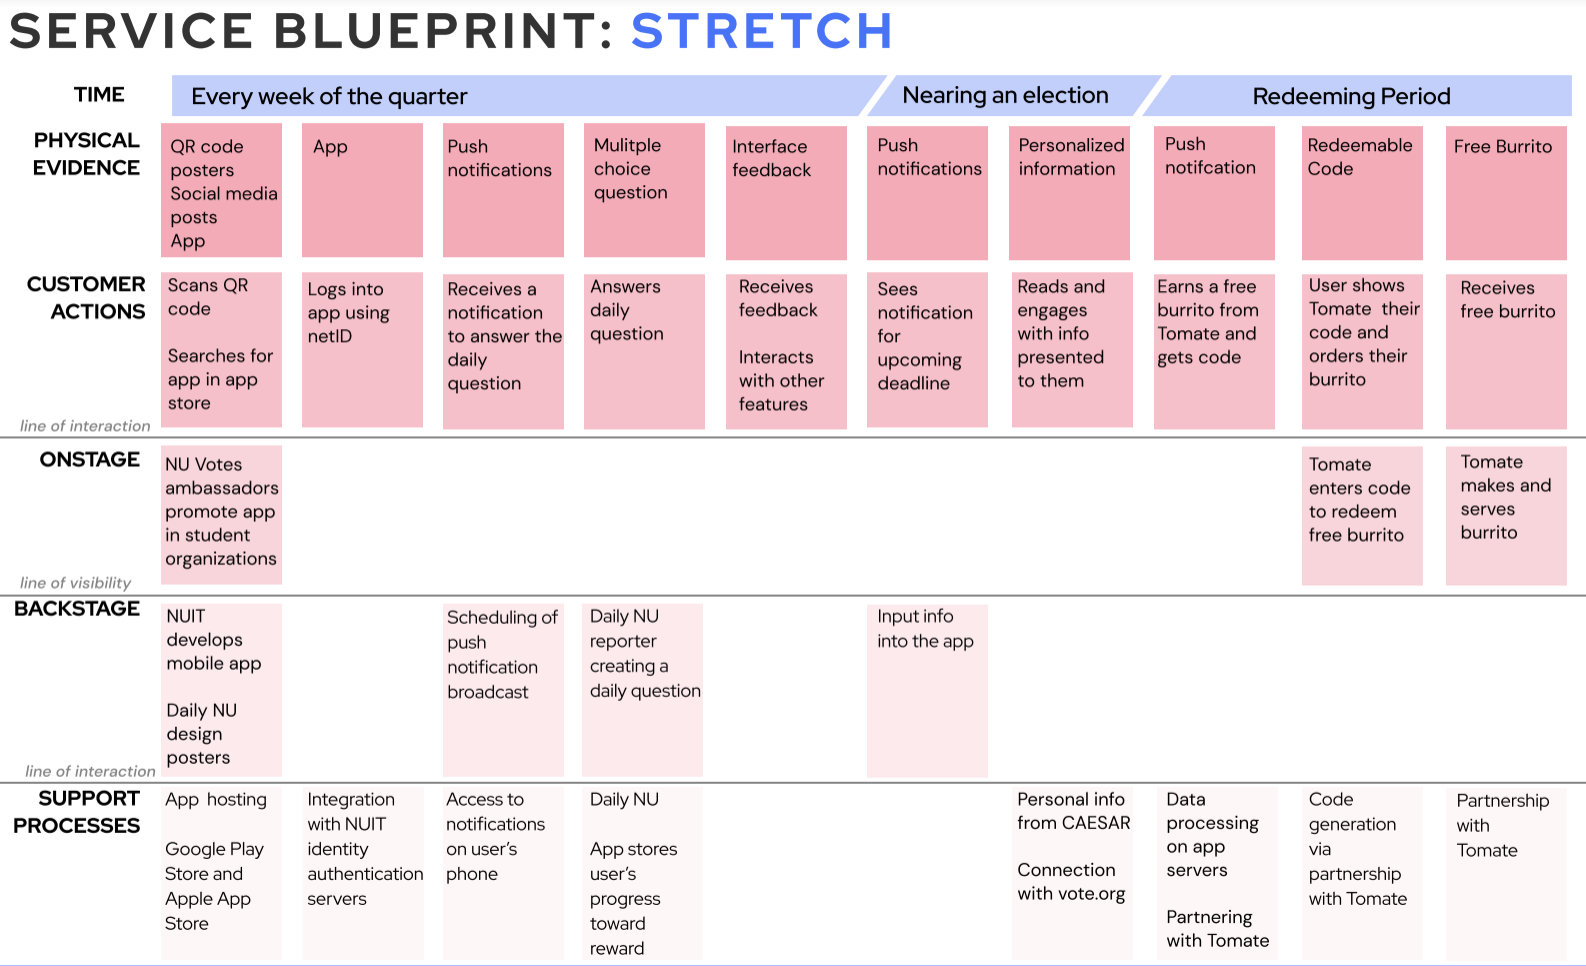 SERVICE BLUEPRINT: STRETCH
TIME
Every week of the quarter
Nearing an election
Redeeming Period
PHYSICAL
EVIDENCE
QR code
posters
Social media
posts
App
App
Push
notifications
Mulitple
choice
question
Interface
feedback
Push
notifications
Personalized
information
Push
notifcation
Redeemable
Code
Free Burrito
CUSTOMER
ACTIONS
Scans QR
code
Searches for
app in app
store
Logs into
app using
netID
Receives a
notification
to answer the
daily
question
Answers
daily
question
Receives
feedback
Interacts
with other
features
Sees
notification
for
upcoming
deadline
Reads and
engages
with info
presented
to them
Earns a free
burrito from
Tomate and
gets code
User shows
Tomate their
code and
orders their
burrito
Receives
free burrito
line of interaction
ONSTAGE
NU Votes
ambassadors
promote app
in student
organizations
Tomate
enters code
to redeem
free burrito
Tomate
makes and
serves
burrito
line of visibility
BACKSTAGE
NUIT
develops
mobile app
Daily NU
design
posters
Scheduling of
push
notification
broadcast
Daily NU
reporter
creating a
daily question
Input info
into the app
line of interaction
SUPPORT
PROCESSES
App hosting
Google Play
Store and
Apple App
Store
Integration
with NUIT
identity
authentication
servers
Access to
notifications
on user's
phone
Daily NU
App stores
user's
progress
toward
reward
Personal info
from CAESAR
Connection
with vote.org
Data
processing
on app
servers
Partnering
with Tomate
Code
generation
via
partnership
with Tomate
Partnership
with
Tomate